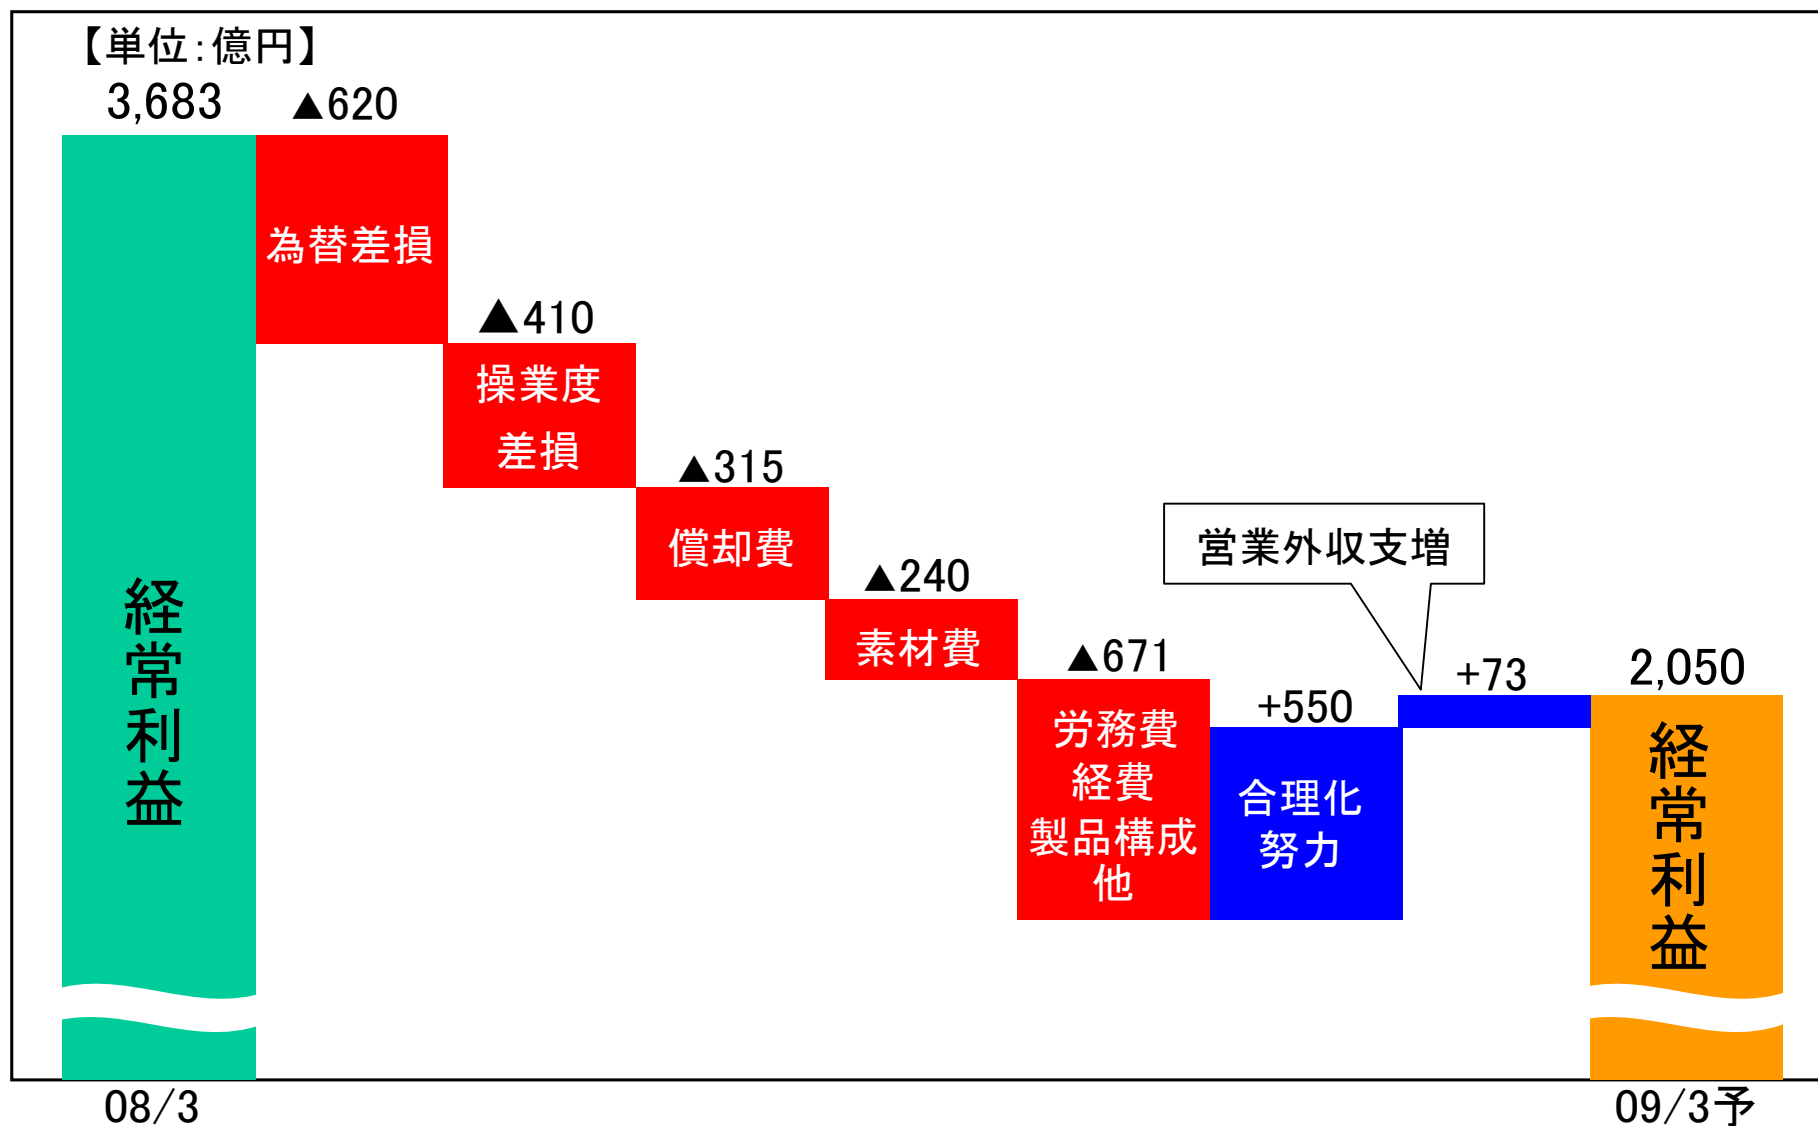 【単位:億円】
3,683
▲620
為替差損
▲410
操業度
差損
▲315
償却費
▲240
素材費
▲671
労務費
経費
製品構成
他
+550
合理化
努力
営業外収支増
+73
2,050
経常利益
経常利益
08/3
09/3予